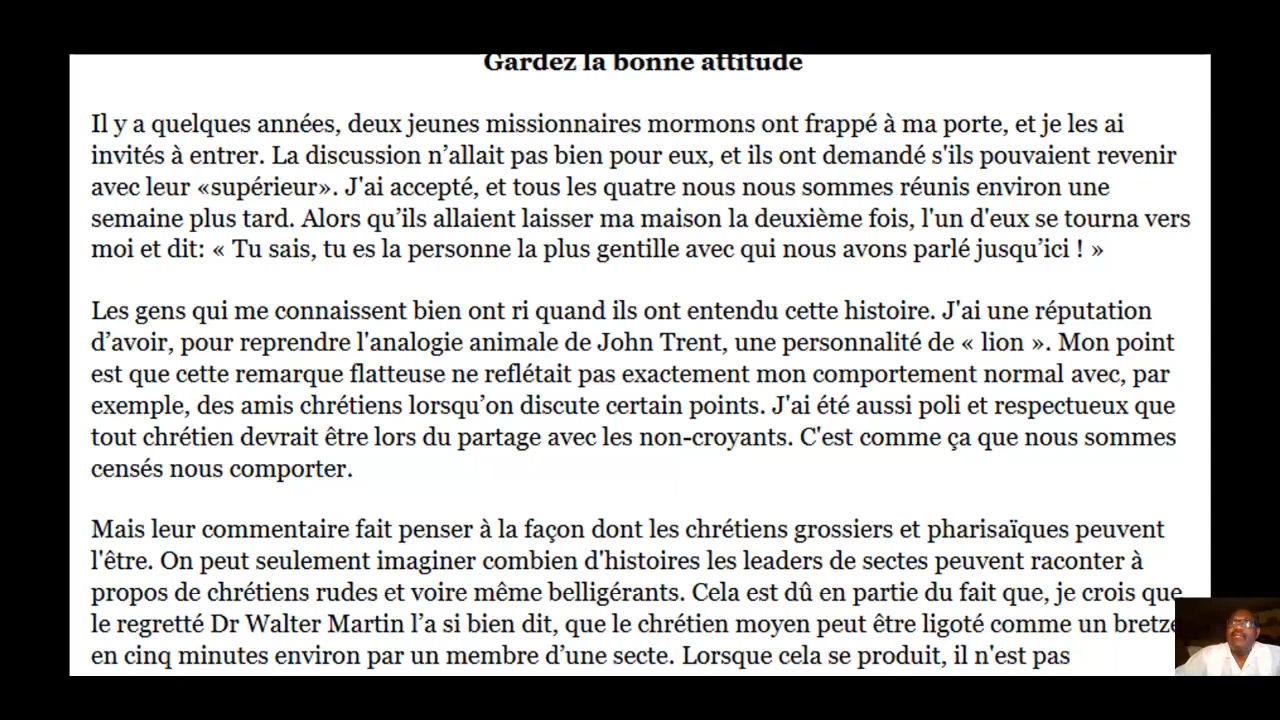 Gardez la bonne attitude
Il y a quelques années, deux jeunes missionnaires mormons ont frappé à ma porte, et je les ai
invités à entrer. La discussion n’allait pas bien pour eux, et ils ont demandé s'ils pouvaient revenir
avec leur «supérieur». J'ai accepté, et tous les quatre nous nous sommes réunis environ une
semaine plus tard. Alors qu’ils allaient laisser ma maison la deuxième fois, l'un d'eux se tourna vers
moi et dit: « Tu sais, tu es la personne la plus gentille avec qui nous avons parlé jusqu’ici ! »
Les gens qui me connaissent bien ont ri quand ils ont entendu cette histoire. J'ai une réputation
d’avoir, pour reprendre l'analogie animale de John Trent, une personnalité de « lion ». Mon point
est que cette remarque flatteuse ne reflétait pas exactement mon comportement normal avec, par
exemple, des amis chrétiens lorsqu’on discute certain points. J'ai été aussi poli et respectueux que
tout chrétien devrait être lors du partage avec les non-croyants. C'est comme ça que nous sommes
censés nous comporter.
Mais leur commentaire fait penser à la façon dont les chrétiens grossiers et pharisaïques peuvent
l'être. On peut seulement imaginer combien d'histoires les leaders de sectes peuvent raconter à
propos de chrétiens rudes et voire même belligérants. Cela est dû en partie du fait que, je crois que
le regretté Dr Walter Martin l’a si bien dit, que le chrétien moyen peut être ligoté comme un bretze
en cinq minutes environ par un membre d’une secte. Lorsque cela se produit, il n'est pas